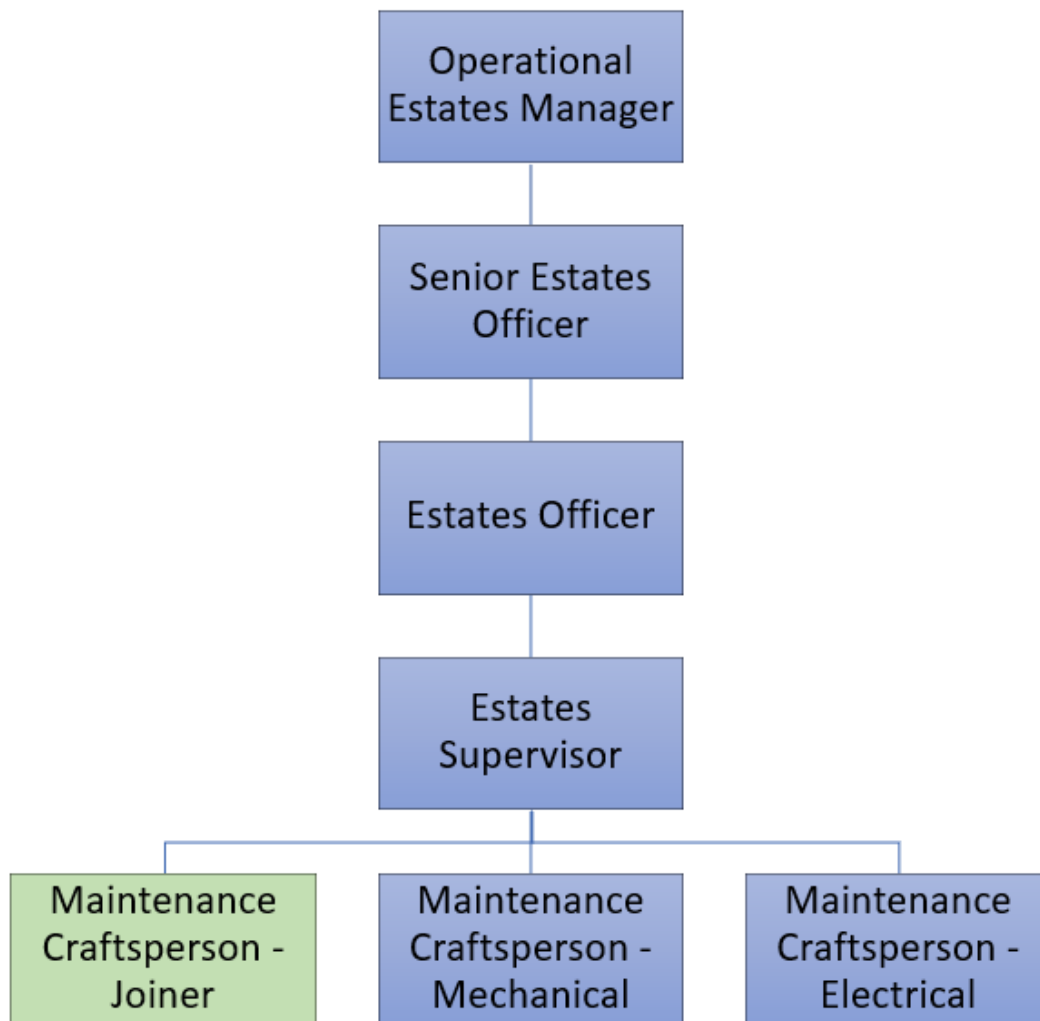 Operational
Estates Manager
Senior Estates
Officer
Estates Officer
Estates
Supervisor
Maintenance
Craftsperson -
Joiner
Maintenance
Craftsperson -
Mechanical
Maintenance
Craftsperson -
Electrical